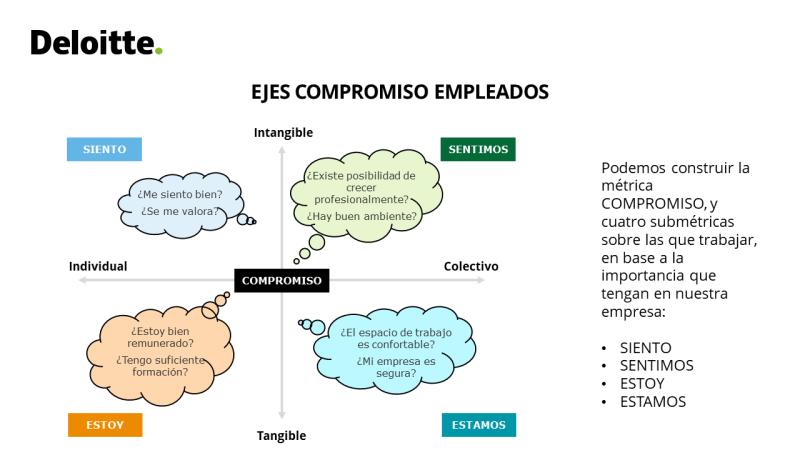 Deloitte.
EJES COMPROMISO EMPLEADOS
Intangible
SIENTO
SENTIMOS
¿Me siento bien?
¿Se me valora?
¿Existe posibilidad de
crecer
profesionalmente?
¿Hay buen ambiente?
Individual
Colectivo
COMPROMISO
¿Estoy bien
remunerado?
¿Tengo suficiente
formación?
¿El espacio de trabajo
es confortable?
¿Mi empresa es
segura?
ESTOY
ESTAMOS
Tangible
Podemos construir la
métrica
COMPROMISO, y
cuatro submétricas
sobre las que trabajar,
en base a la
importancia que
tengan en nuestra
empresa:
• SIENTO
• SENTIMOS
• ESTOY
• ESTAMOS